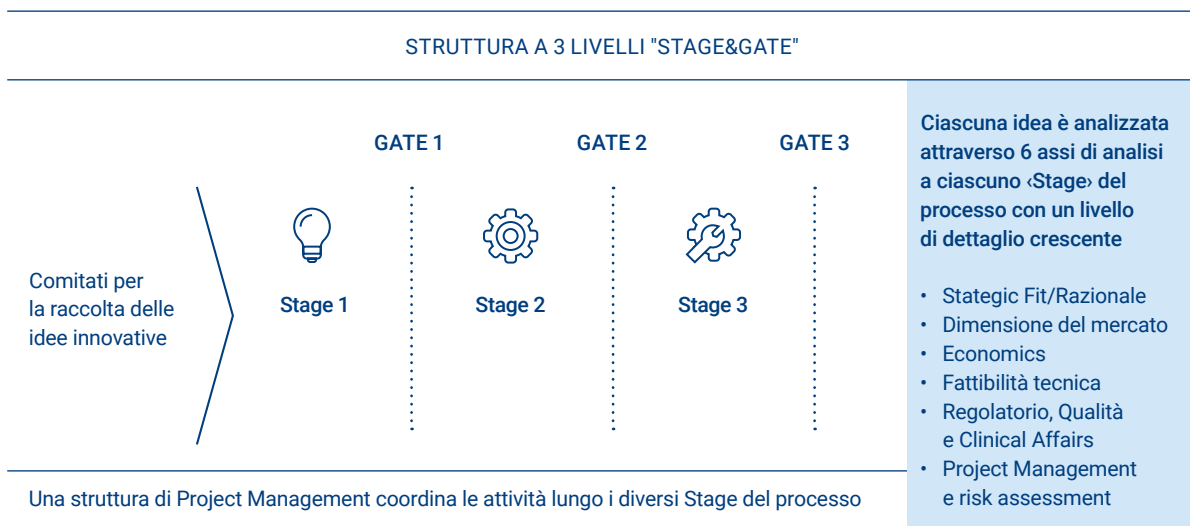 STRUTTURA A 3 LIVELLI "STAGE&GATE"
GATE 1
GATE 2
GATE 3
Comitati per
la raccolta delle
idee innovative
Stage 1
Stage 2
Stage 3
Una struttura di Project Management coordina le attività lungo i diversi Stage del processo
Ciascuna idea è analizzata
attraverso 6 assi di analisi
a ciascuno ‹Stage› del
processo con un livello
di dettaglio crescente
• Stategic Fit/Razionale
• Dimensione del mercato
• Economics
• Fattibilità tecnica
• Regolatorio, Qualità
e Clinical Affairs
• Project Management
e risk assessment